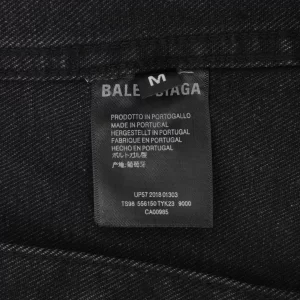 M
BALENCIAGA
PRODOTTO IN PORTOGALLO
MADE IN PORTUGAL
HERGESTELLT IN PORTUGAL
FABRIQUE EN PORTUGAL
HECHO EN PORTUGAL
ポルトガル製
产地: 葡萄牙
UF57 2018 01303
TS98 556150 TYK23 9000
CA00985